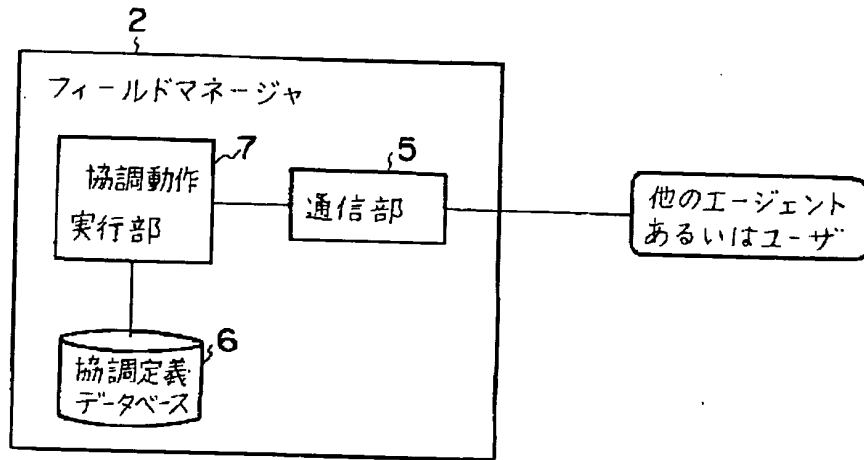 2
フィールドマネージャ
7
協調動作
実行部
5
通信部
他のエージェント
あるいはユーザ
6
協調定義
データベース